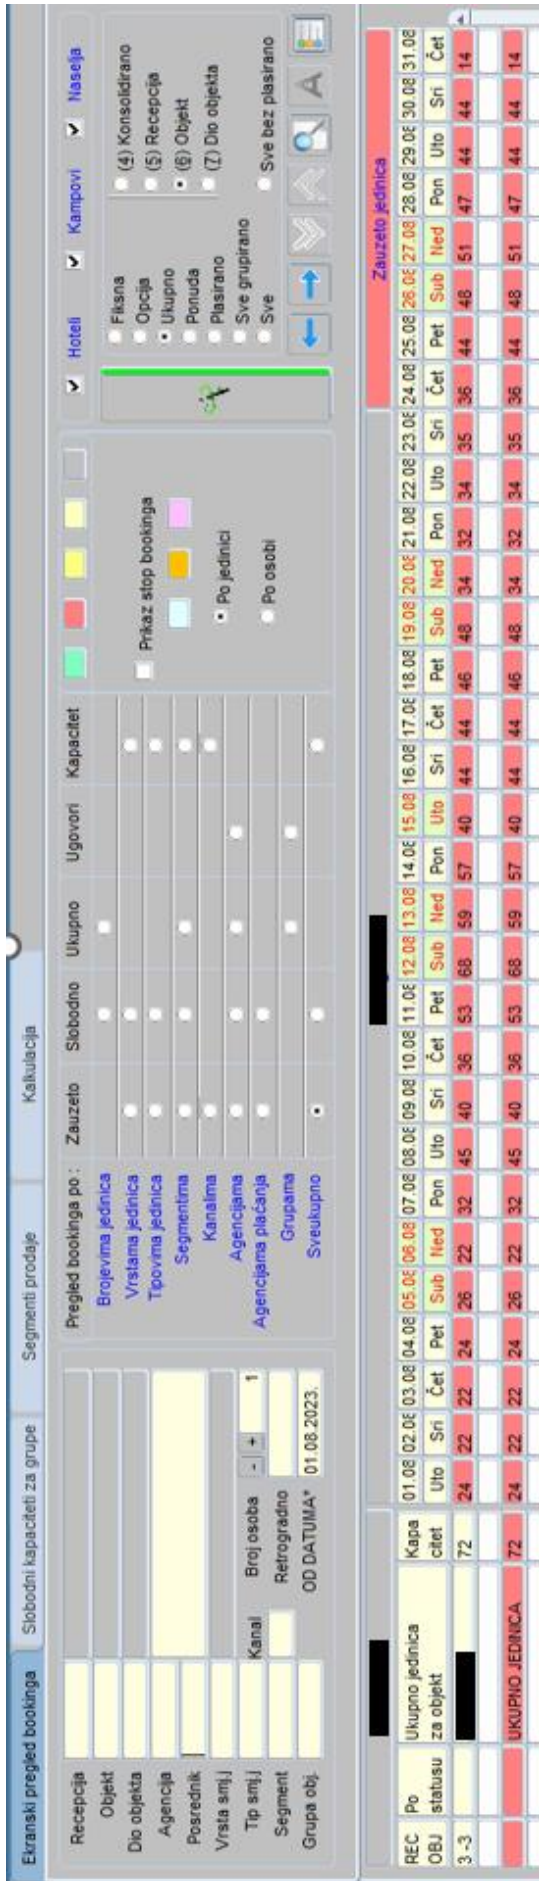 Ekranski pregled bookinga Slobodni kapaciteti za grupe Segmenti prodaje Kalkulacija
Recepcija
Objekt
Dio objekta
Agencija
Posrednik
Vrsta smj.j
Tip smj.j Kanal Broj osoba - + 1
Segment Retrogradno
Grupa obj. OD DATUMA* 01.08.2023.
Pregled bookinga po : Zauzeto Slobodno Ukupno Ugovori Kapacitet
Brojevima jedinica
Vrstama jedinica
Tipovima jedinica
Segmentima
Kanalima
Agencijama
Agencijama plaćanja
Grupama
Sveukupno
Prikaz stop bookinga
Po jedinici
Po osobi
Hoteli Kampovi Naselja
Fiksna (4) Konsolidirano
Opcija (5) Recepcija
Ukupno (6) Objekt
Ponuda (7) Dio objekta
Plasirano
Sve grupirano
Sve Sve bez plasirano
A
Zauzeto jedinica
REC Po Ukupno jedinica Kapa 01.08 02.08 03.08 04.08 05.08 06.08 07.08 08.08 09.08 10.08 11.08 12.08 13.08 14.08 15.08 16.08 17.08 18.08 19.08 20.08 21.08 22.08 23.08 24.08 25.08 26.08 27.08 28.08 29.08 30.08 31.08
OBJ statusu za objekt citet Uto Sri Čet Pet Sub Ned Pon Uto Sri Čet Pet Sub Ned Pon Uto Sri Čet Pet Sub Ned Pon Uto Sri Čet Pet Sub Ned Pon Uto Sri Čet
3 -3 72 24 22 22 24 26 22 32 45 40 36 53 68 59 57 40 44 44 46 48 34 32 34 35 36 44 48 51 47 44 44 14
UKUPNO JEDINICA 72 24 22 22 24 26 22 32 45 40 36 53 68 59 57 40 44 44 46 48 34 32 34 35 36 44 48 51 47 44 44 14